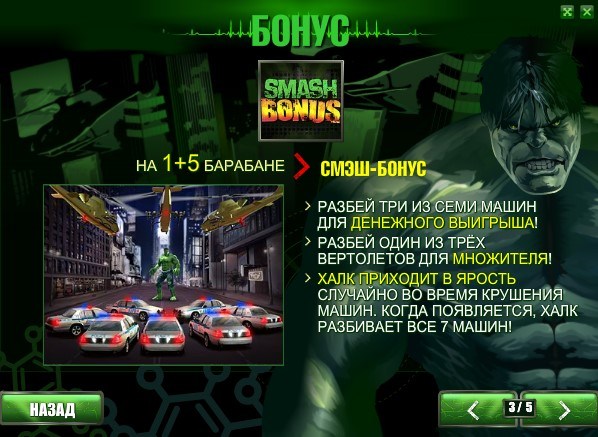 БОНУС
SMASH
BONUS
НА 1+5 БАРАБАНЕ
СМЭШ-БОНУС
РАЗБЕЙ ТРИ ИЗ СЕМИ МАШИН
ДЛЯ ДЕНЕЖНОГО ВЫИГРЫША!
РАЗБЕЙ ОДИН ИЗ ТРЁХ
ВЕРТОЛЕТОВ ДЛЯ МНОЖИТЕЛЯ!
ХАЛК ПРИХОДИТ В ЯРОСТЬ
СЛУЧАЙНО ВО ВРЕМЯ КРУШЕНИЯ
МАШИН. КОГДА ПОЯВЛЯЕТСЯ, ХАЛК
РАЗБИВАЕТ ВСЕ 7 МАШИН!
НАЗАД
3/5